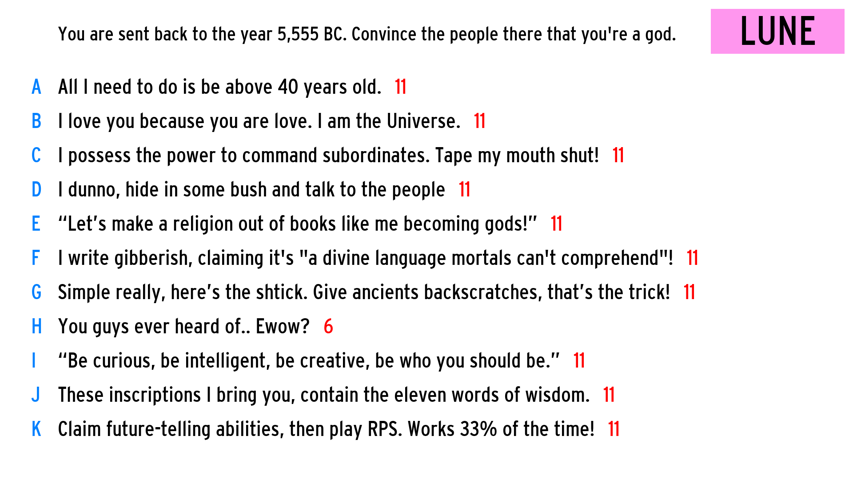 You are sent back to the year 5,555 BC. Convince the people there that you're a god.
LUNE
A All I need to do is be above 40 years old. 11
B I love you because you are love. I am the Universe. 11
C I possess the power to command subordinates. Tape my mouth shut! 11
D I dunno, hide in some bush and talk to the people 11
E “Let’s make a religion out of books like me becoming gods!” 11
F I write gibberish, claiming it's "a divine language mortals can't comprehend"! 11
G Simple really, here’s the shtick. Give ancients backscratches, that’s the trick! 11
H You guys ever heard of.. Ewow? 6
I “Be curious, be intelligent, be creative, be who you should be.” 11
J These inscriptions I bring you, contain the eleven words of wisdom. 11
K Claim future-telling abilities, then play RPS. Works 33% of the time! 11